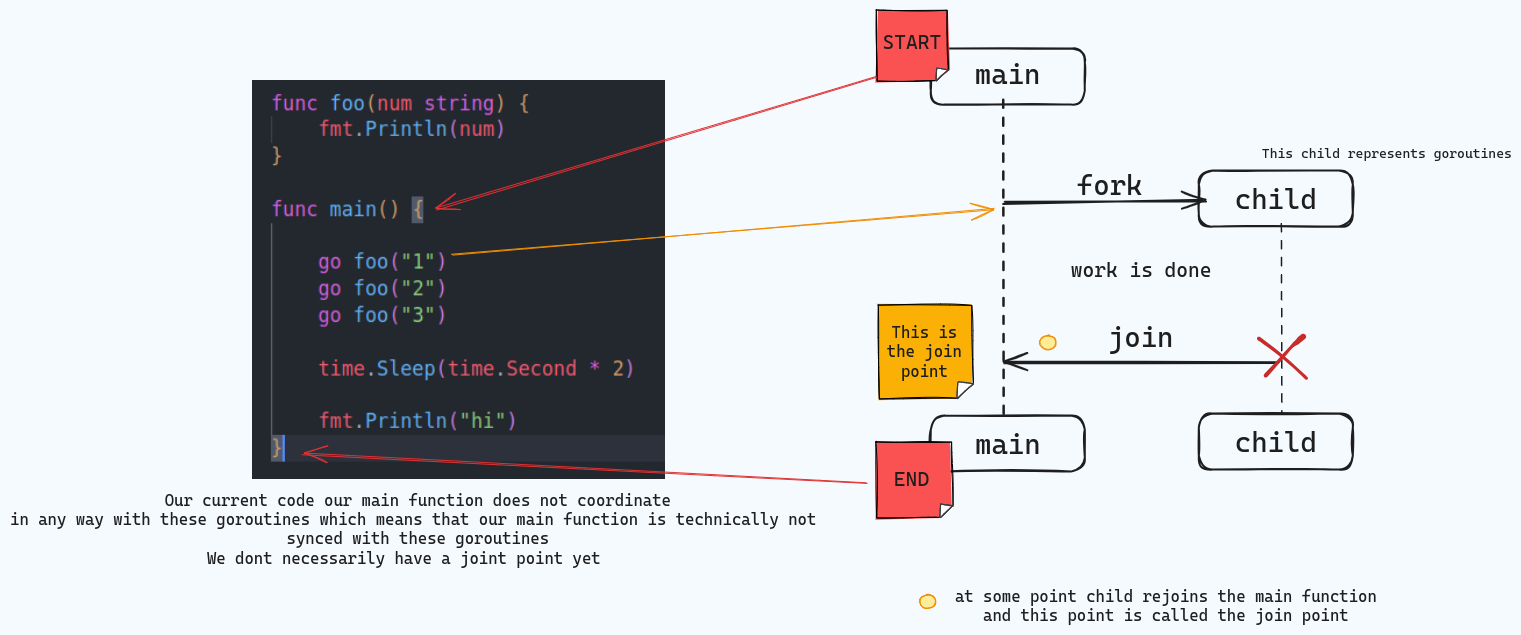 func foo(num string) {
fmt.Println(num)
}
func main() {
go foo("1")
go foo("2")
go foo("3")
time.Sleep(time.Second * 2)
fmt.Println("hi")
}
Our current code our main function does not coordinate
in any way with these goroutines which means that our main function is technically not
synced with these goroutines
We dont necessarily have a joint point yet
START
main
This child represents goroutines
fork
child
work is done
This is
the join
point
join
main
child
END
at some point child rejoins the main function
and this point is called the join point